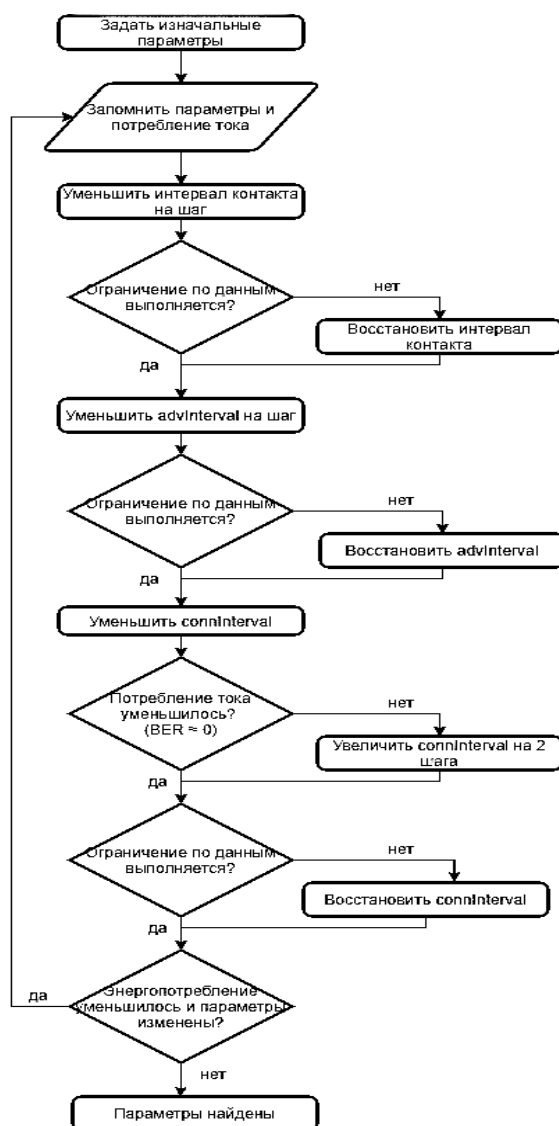 Задать изначальные
параметры
Запомнить параметры и
потребление тока
Уменьшить интервал контакта
на шаг
Ограничение по данным
выполняется?
нет
Восстановить интервал
контакта
да
Уменьшить advInterval на шаг
Ограничение по данным
выполняется?
нет
Восстановить advInterval
да
Уменьшить connInterval
Потребление тока
уменьшилось?
(BER ≈ 0)
нет
Увеличить connInterval на 2
шага
да
Ограничение по данным
выполняется?
нет
Восстановить connInterval
да
Энергопотребление
уменьшилось и параметры
изменены?
да
нет
Параметры найдены